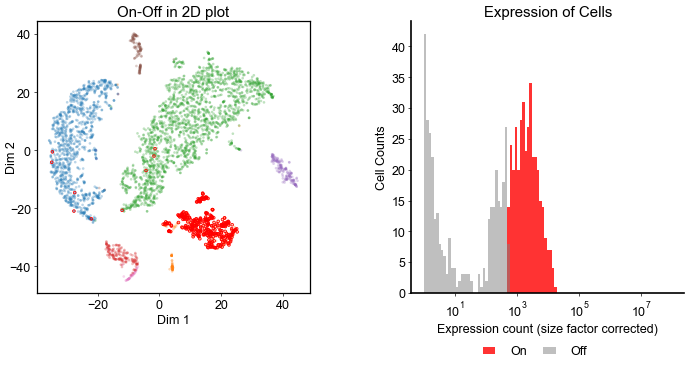 On-Off in 2D plot
40
20
0
−20
−40
Dim 2
−20
0
20
40
Dim 1
Expression of Cells
40
35
30
25
20
15
10
5
0
Cell Counts
10^1
10^3
10^5
10^7
Expression count (size factor corrected)
On
Off